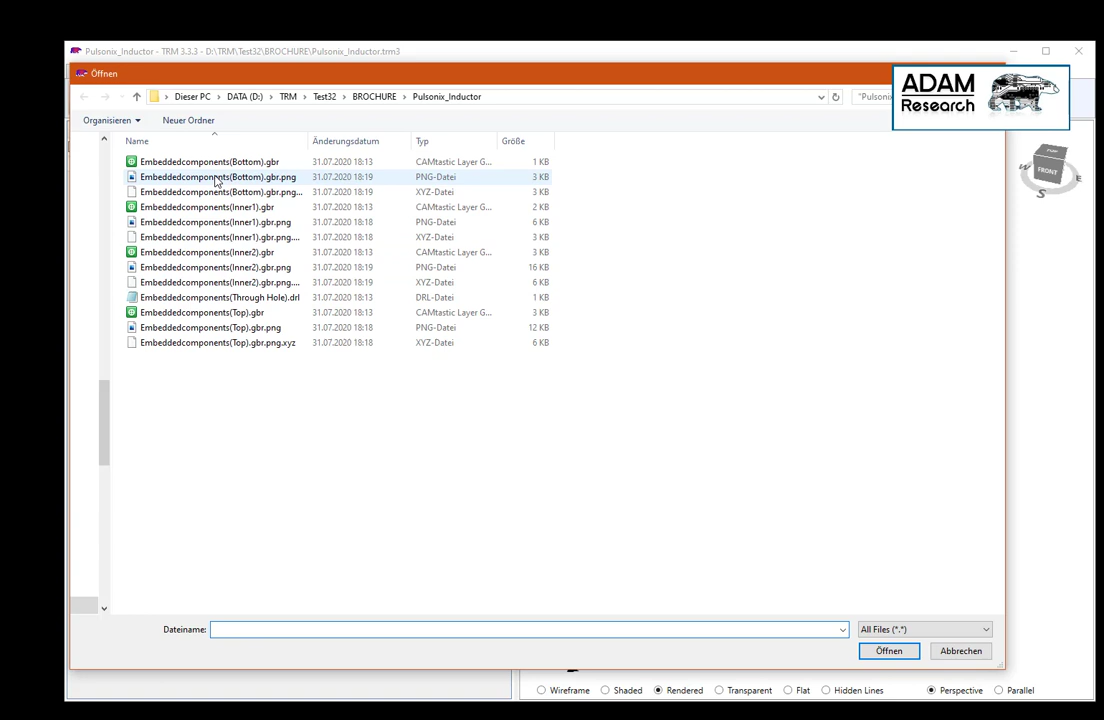 Pulsonix_Inductor - TRM 3.3.3 - D:\TRM\Test32\BROCHURE\Pulsonix_Inductor.trm3
Öffnen
ADAM
Research
Dieser PC > DATA (D:) > TRM > Test32 > BROCHURE > Pulsonix_Inductor
"Pulsoni
Organisieren Neuer Ordner
Name Änderungsdatum Typ Größe
Embeddedcomponents(Bottom).gbr 31.07.2020 18:13 CAMtastic Layer G... 1 KB
Embeddedcomponents(Bottom).gbr.png 31.07.2020 18:19 PNG-Datei 3 KB
Embeddedcomponents(Bottom).gbr.png... 31.07.2020 18:19 XYZ-Datei 3 KB
Embeddedcomponents(Inner1).gbr 31.07.2020 18:13 CAMtastic Layer G... 2 KB
Embeddedcomponents(Inner1).gbr.png 31.07.2020 18:18 PNG-Datei 6 KB
Embeddedcomponents(Inner1).gbr.png.... 31.07.2020 18:18 XYZ-Datei 3 KB
Embeddedcomponents(Inner2).gbr 31.07.2020 18:13 CAMtastic Layer G... 3 KB
Embeddedcomponents(Inner2).gbr.png 31.07.2020 18:19 PNG-Datei 16 KB
Embeddedcomponents(Inner2).gbr.png.... 31.07.2020 18:19 XYZ-Datei 6 KB
Embeddedcomponents(Through Hole).drl 31.07.2020 18:13 DRL-Datei 1 KB
Embeddedcomponents(Top).gbr 31.07.2020 18:13 CAMtastic Layer G... 3 KB
Embeddedcomponents(Top).gbr.png 31.07.2020 18:18 PNG-Datei 12 KB
Embeddedcomponents(Top).gbr.png.xyz 31.07.2020 18:18 XYZ-Datei 6 KB
W FRONT E
S
Dateiname: All Files (*.*)
Öffnen Abbrechen
Wireframe Shaded Rendered Transparent Flat Hidden Lines Perspective Parallel